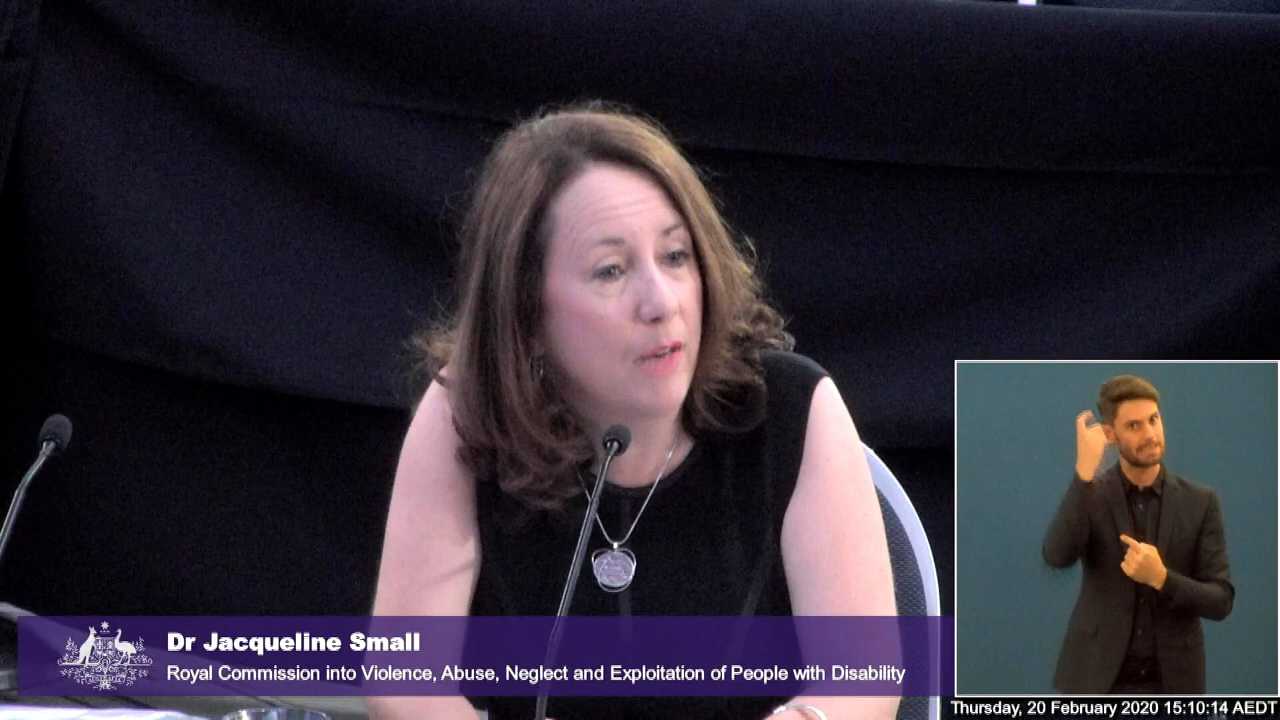 Dr Jacqueline Small
Royal Commission into Violence, Abuse, Neglect and Exploitation of People with Disability
Thursday, 20 February 2020 15:10:14 AEDT